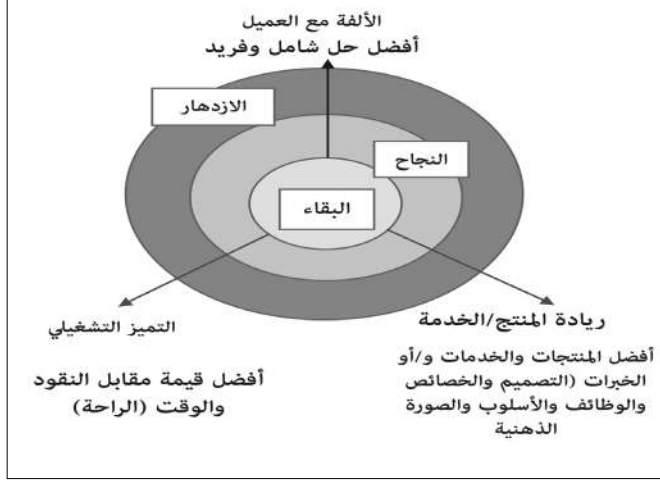 الألفة مع العميل
أفضل حل شامل وفريد
الازدهار
النجاح
البقاء
ريادة المنتج/الخدمة
أفضل المنتجات والخدمات و/أو
الخبرات (التصميم والخصائص
والوظائف والأسلوب والصورة
الذهنية
التميز التشغيلي
أفضل قيمة مقابل النقود
والوقت (الراحة)